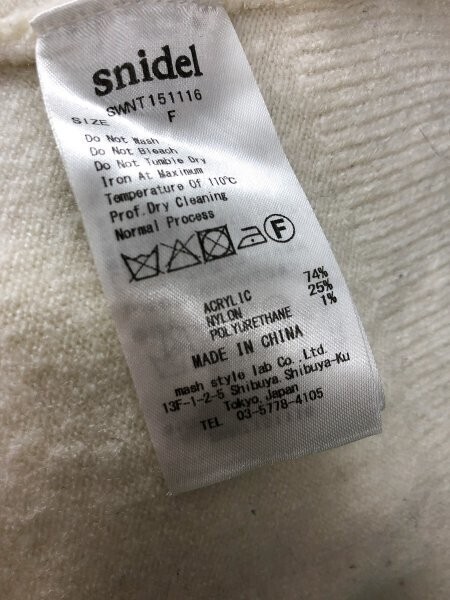 snidel
SWNT151116
SIZE F
Do Not Wash
Do Not Bleach
Do Not Tumble Dry
Iron At Maximum
Temperature Of 110℃
Prof.Dry Cleaning
Normal Process
F
ACRYLIC 74%
NYLON 25%
POLYURETHANE 1%
MADE IN CHINA
mash style lab Co.,Ltd.
13F-1-2-5 Shibuya, Shibuya-Ku
Tokyo,Japan
TEL 03-5778-4105